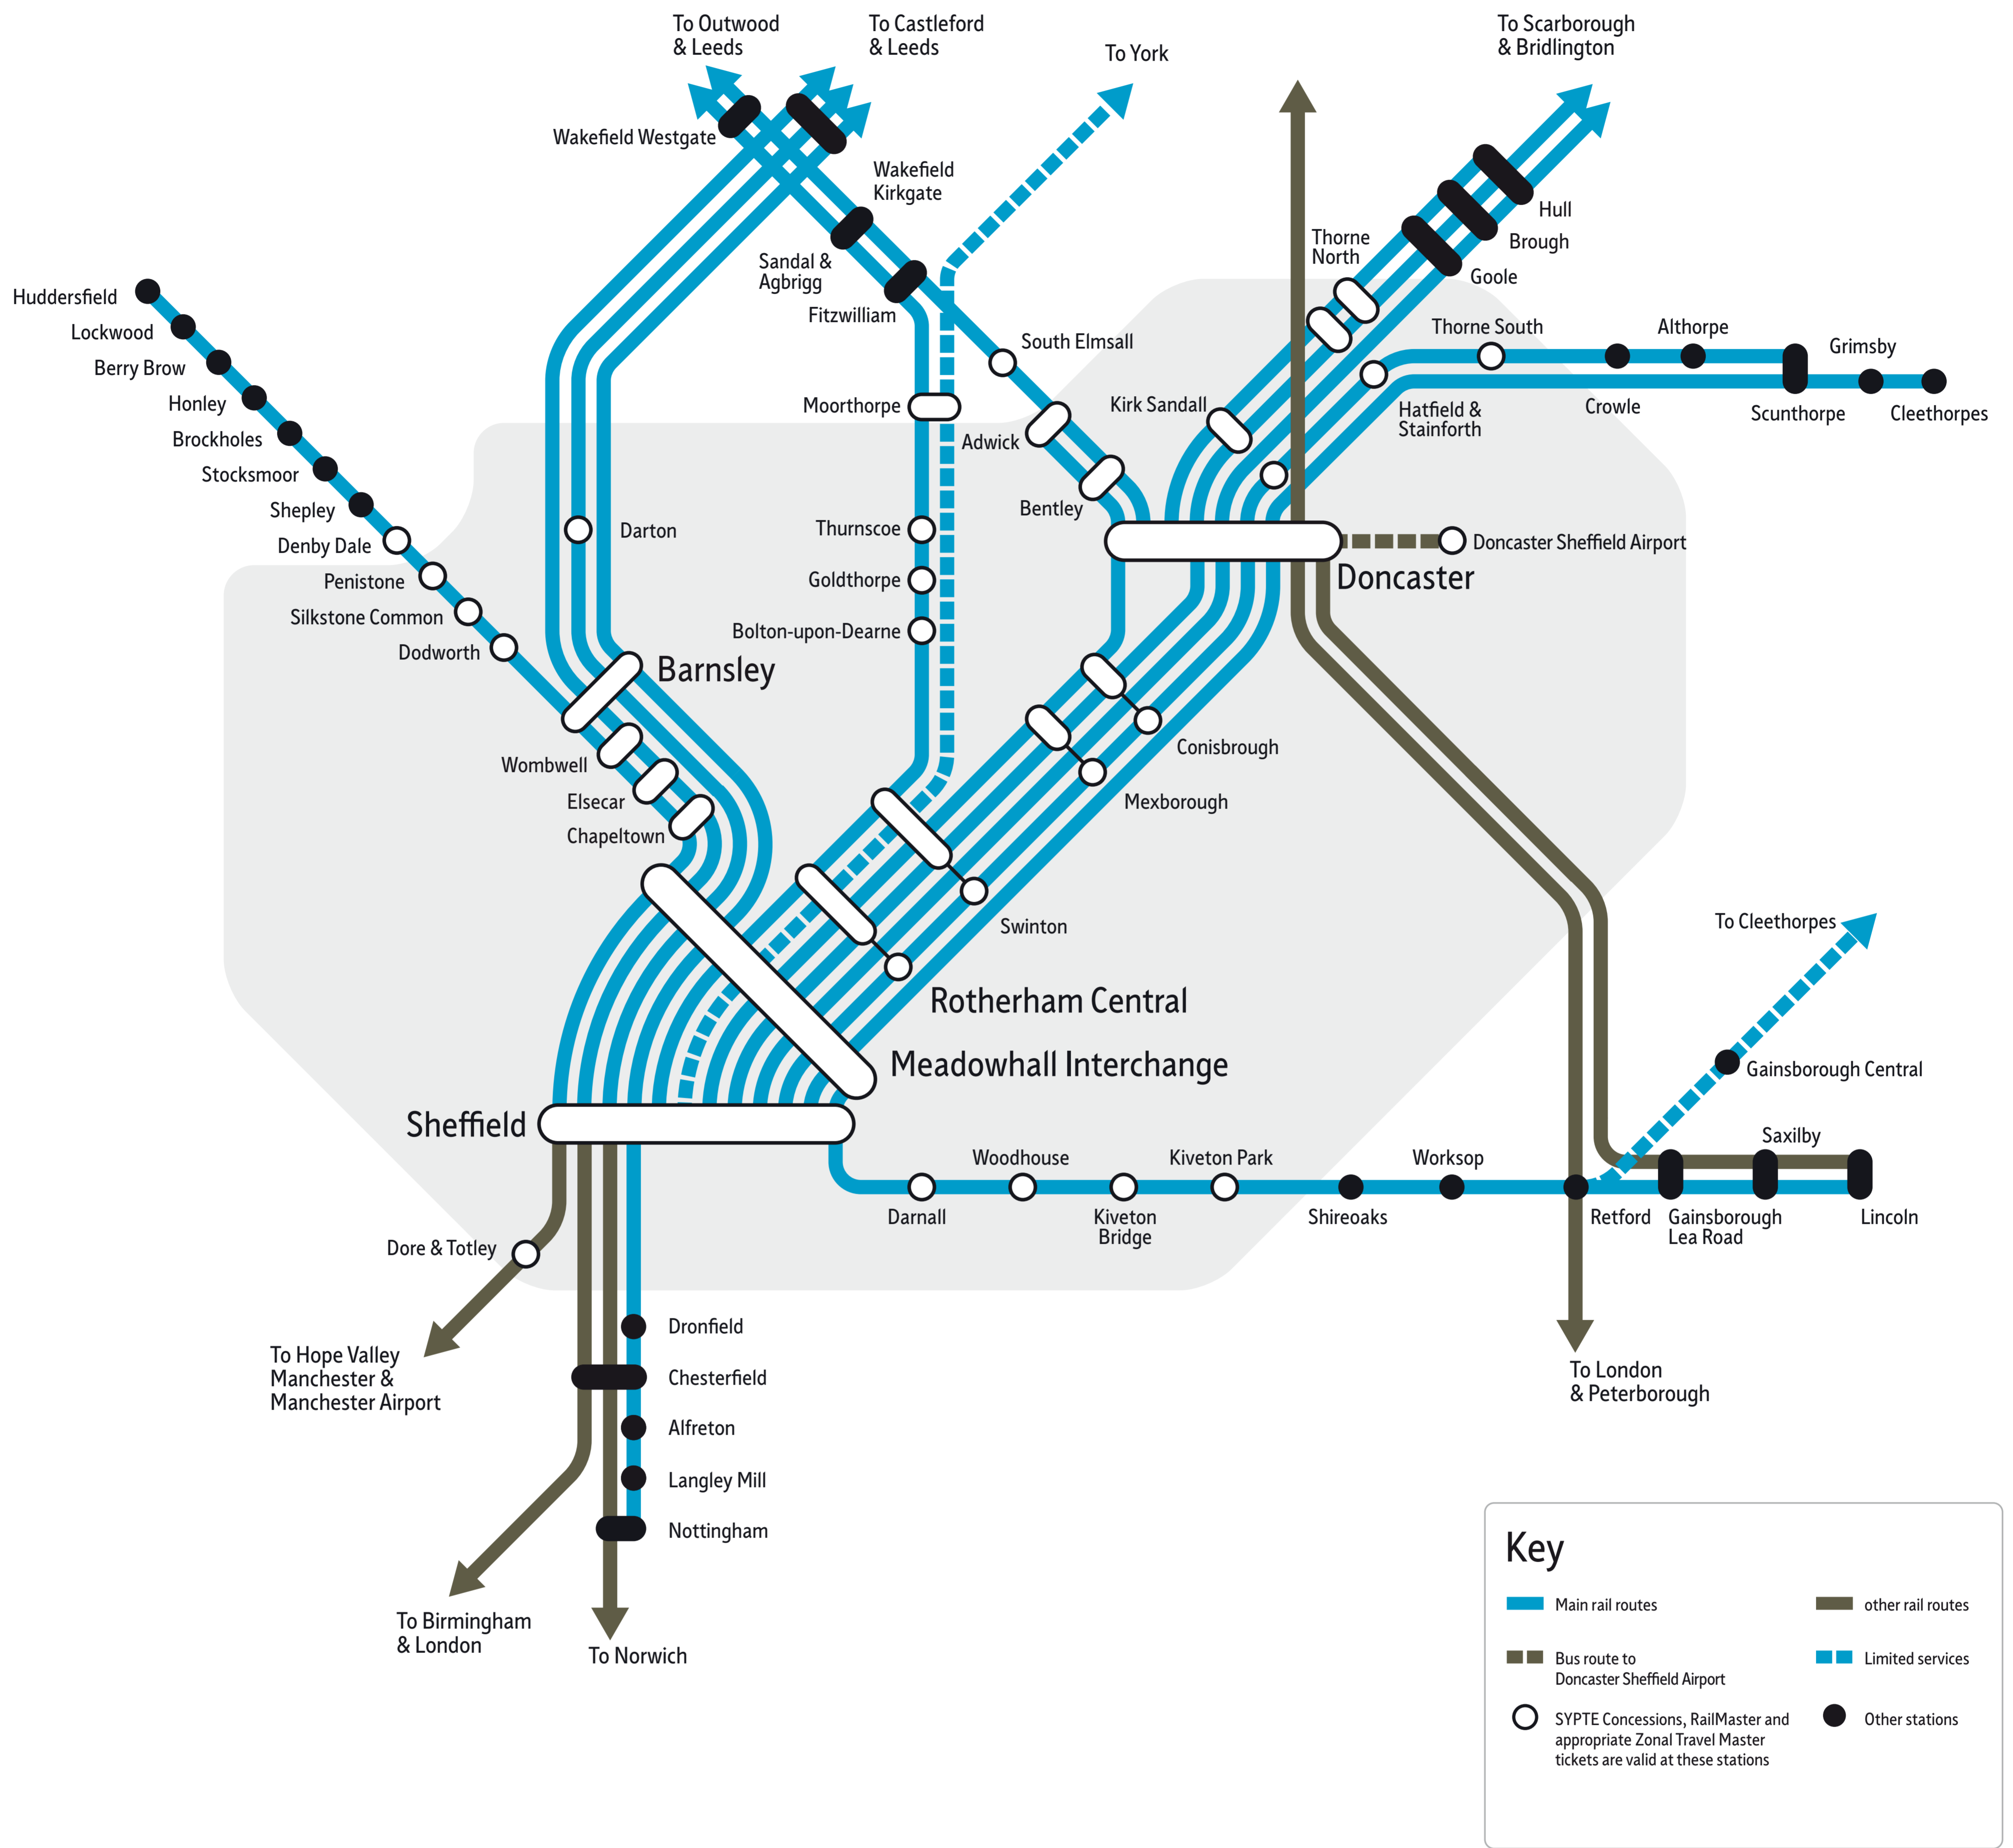 To Outwood
& Leeds
To Castleford
& Leeds
To York
To Scarborough
& Bridlington
Wakefield Westgate
Wakefield
Kirkgate
Hull
Brough
Goole
Thorne
North
Sandal &
Agbrigg
Fitzwilliam
Huddersfield
Lockwood
Berry Brow
Honley
Brockholes
Stocksmoor
Shepley
Denby Dale
Penistone
Silkstone Common
Dodworth
South Elmsall
Thorne South
Althorpe
Grimsby
Moorthorpe
Adwick
Kirk Sandall
Hatfield &
Stainforth
Crowle
Scunthorpe
Cleethorpes
Bentley
Darton
Thurnscoe
Goldthorpe
Bolton-upon-Dearne
Doncaster Sheffield Airport
Doncaster
Barnsley
Wombwell
Elsecar
Chapeltown
Conisbrough
Mexborough
Swinton
Rotherham Central
Meadowhall Interchange
Sheffield
To Cleethorpes
Gainsborough Central
Saxilby
Woodhouse
Kiveton Park
Worksop
Darnall
Kiveton
Bridge
Shireoaks
Retford
Gainsborough
Lea Road
Lincoln
Dore & Totley
To Hope Valley
Manchester &
Manchester Airport
Dronfield
Chesterfield
Alfreton
Langley Mill
Nottingham
To London
& Peterborough
To Birmingham
& London
To Norwich
Key
Main rail routes
other rail routes
Bus route to
Doncaster Sheffield Airport
Limited services
SYPTE Concessions, RailMaster and
appropriate Zonal Travel Master
tickets are valid at these stations
Other stations